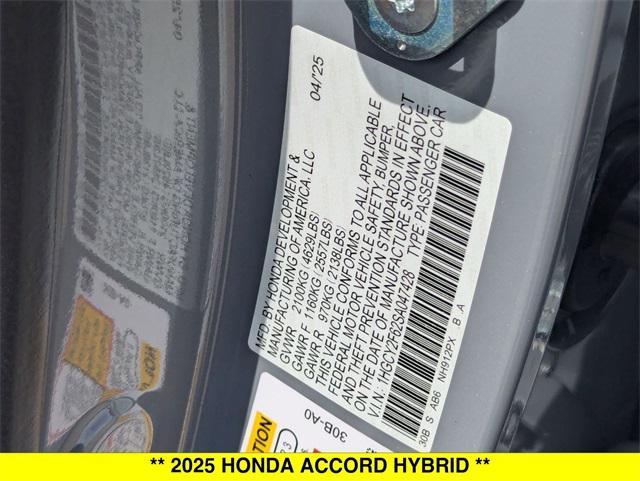 04/'25
MFD.BY HONDA DEVELOPMENT &
MANUFACTURING OF AMERICA, LLC
GVWR 2100KG(4629LBS)
GAWR F 1160KG(2557LBS)
GAWR R 970KG(2138LBS)
THIS VEHICLE CONFORMS TO ALL APPLICABLE
FEDERAL MOTOR VEHICLE SAFETY, BUMPER,
AND THEFT PREVENTION STANDARDS IN EFFECT
ON THE DATE OF MANUFACTURE SHOWN ABOVE.
V.I.N.: 1HGCY2F62SA047428 TYPE:PASSENGER CAR
30B S AB6 NH912PX B A
30B-A0
** 2025 HONDA ACCORD HYBRID **